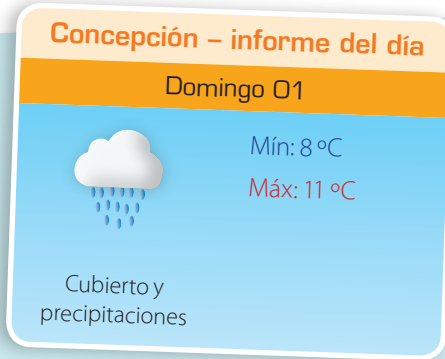 Concepción – informe del día
Domingo 01
Mín: 8 ºC
Máx: 11 ºC
Cubierto y
precipitaciones